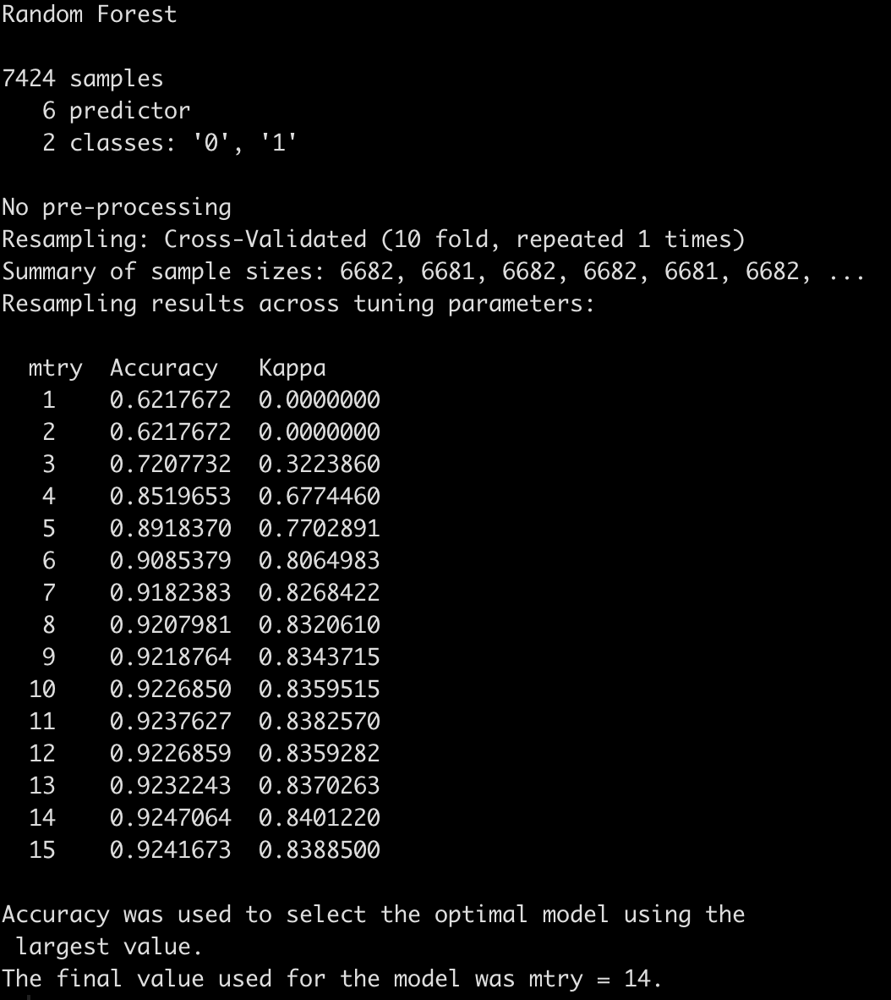 Random Forest
7424 samples
6 predictor
2 classes: '0', '1'
No pre-processing
Resampling: Cross-Validated (10 fold, repeated 1 times)
Summary of sample sizes: 6682, 6681, 6682, 6682, 6681, 6682, ...
Resampling results across tuning parameters:
mtry Accuracy Kappa
1 0.6217672 0.0000000
2 0.6217672 0.0000000
3 0.7207732 0.3223860
4 0.8519653 0.6774460
5 0.8918370 0.7702891
6 0.9085379 0.8064983
7 0.9182383 0.8268422
8 0.9207981 0.8320610
9 0.9218764 0.8343715
10 0.9226850 0.8359515
11 0.9237627 0.8382570
12 0.9226859 0.8359282
13 0.9232243 0.8370263
14 0.9247064 0.8401220
15 0.9241673 0.8388500
Accuracy was used to select the optimal model using the
largest value.
The final value used for the model was mtry = 14.